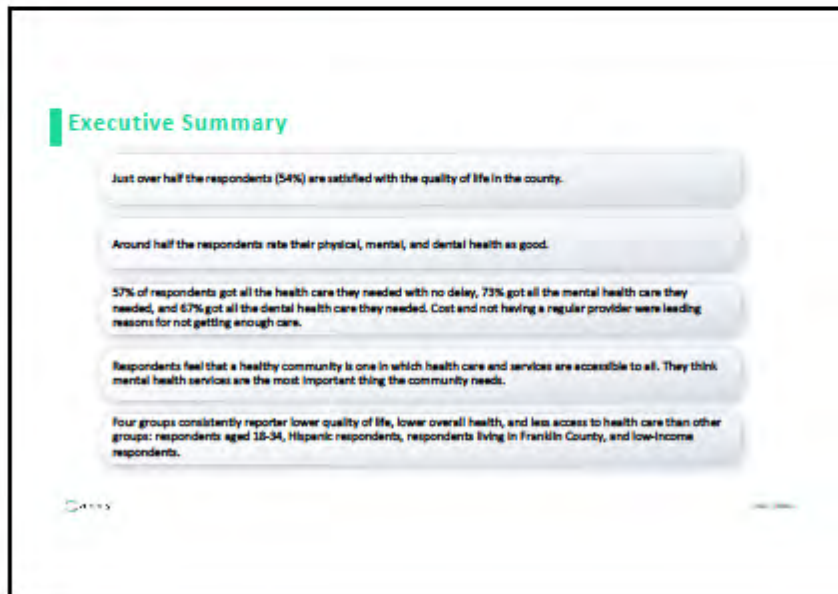 Executive Summary
Just over half the respondents (54%) are satisfied with the quality of life in the county.
Around half the respondents rate their physical, mental, and dental health as good.
57% of respondents got all the health care they needed with no delay, 73% got all the mental health care they
needed, and 67% got all the dental health care they needed. Cost and not having a regular provider were leading
reasons for not getting enough care.
Respondents feel that a healthy community is one in which health care and services are accessible to all. They think
mental health services are the most important thing the community needs.
Four groups consistently reporter lower quality of life, lower overall health, and less access to health care than other
groups: respondents aged 18-34, Hispanic respondents, respondents living in Franklin County, and low-income
respondents.